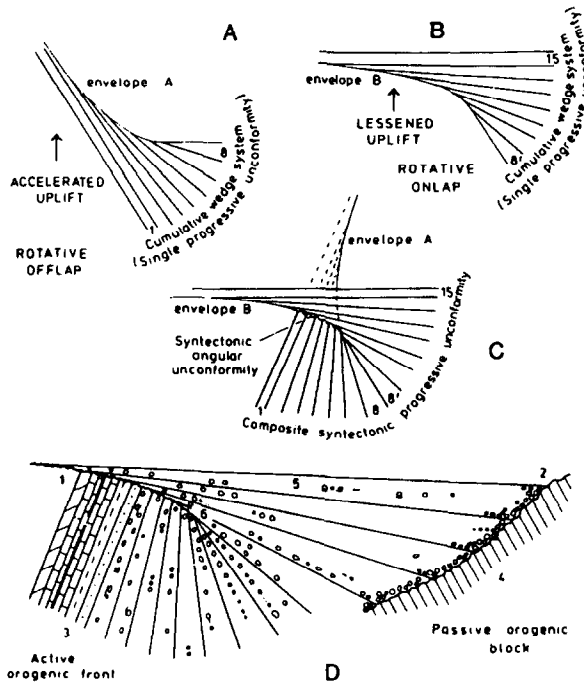 A
envelope A
ACCELERATED
UPLIFT
ROTATIVE
OFFLAP
1
8
Cumulative wedge system
(Single progressive unconformity)
B
envelope B
LESSENED
UPLIFT
ROTATIVE
ONLAP
15
8'
Cumulative wedge system
(Single progressive unconformity)
envelope A
envelope B
15
Syntectonic
angular
unconformity
C
1
8
8'
Composite syntectonic progressive unconformity
1
5
2
6
4
3
6
Active
orogenic front
Passive orogenic
block
D